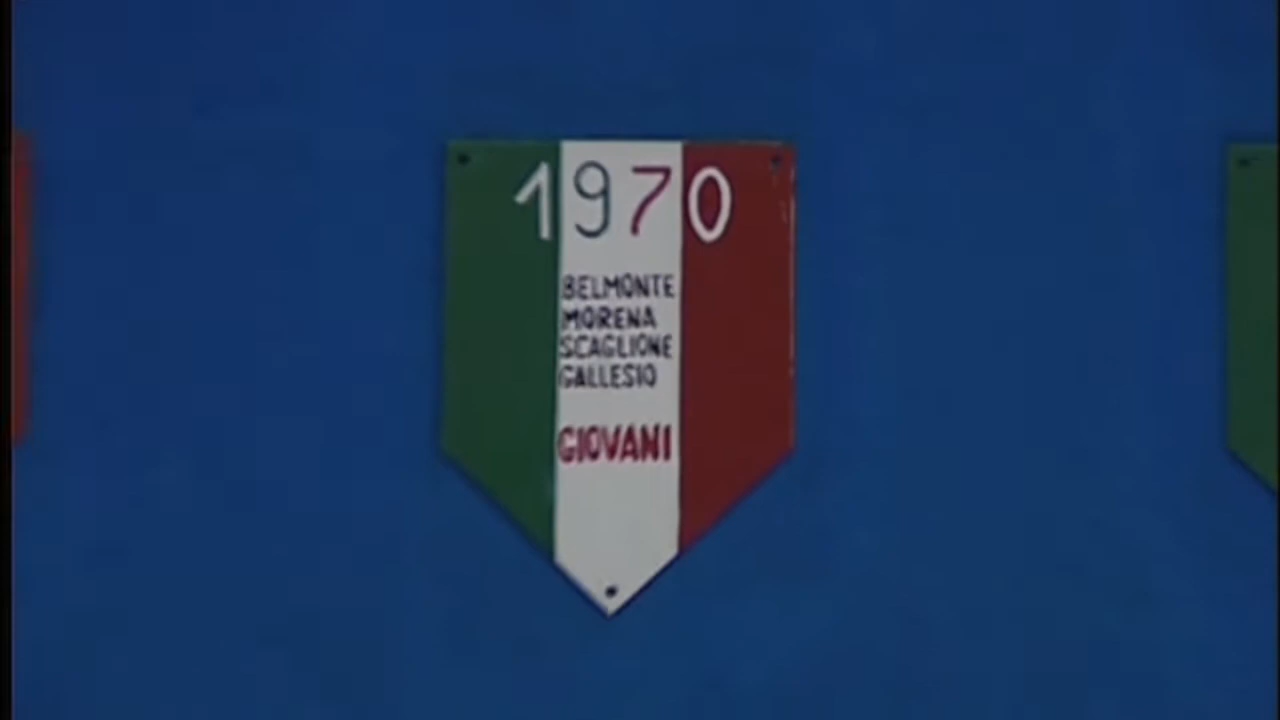 1970
BELMONTE
MORENA
SCAGLIONE
GALLESIO
GIOVANI